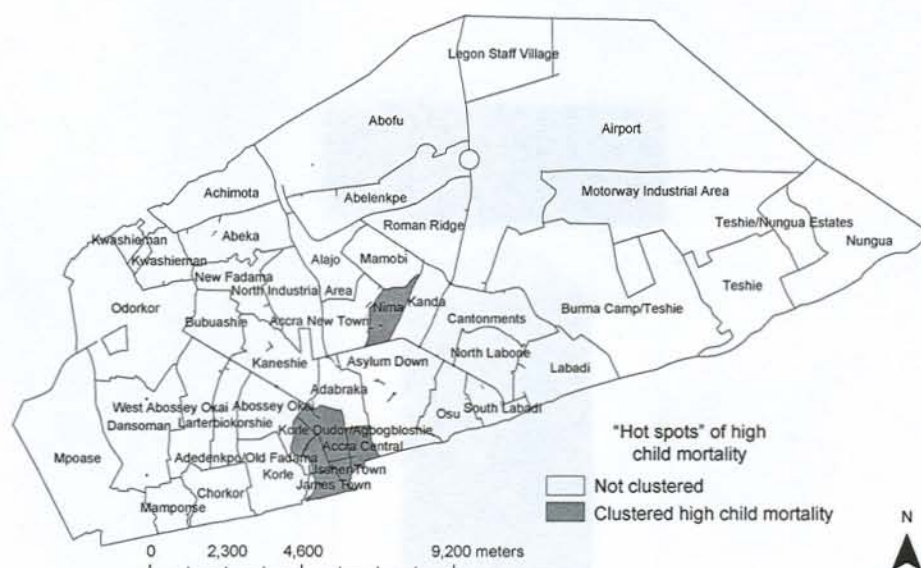 Legon Staff Village
Abofu
Airport
Achimota
Abelenkpe
Motorway Industrial Area
Roman Ridge
Teshie/Nungua Estates
Kwashieman
Abeka
Nungua
Kwashieman
Alajo
Mamobi
New Fadama
Teshie
North Industrial Area
Odorkor
Nima
Kanda
Burma Camp/Teshie
Bubuashie
Accra New Town
Cantonments
Kaneshie
Asylum Down
North Labone
Labadi
Adabraka
West Abossey Okai
Abossey Okai
Osu
South Labadi
Larterbiokorshie
Dansoman
Korle Dudor/Agbogbloshie
Accra Central
Mpoase
Adedenkpo/Old Fadama
Korle
Ussher Town
James Town
Chorkor
Mamponse
"Hot spots" of high
child mortality
Not clustered
Clustered high child mortality
N
0 2,300 4,600 9,200 meters